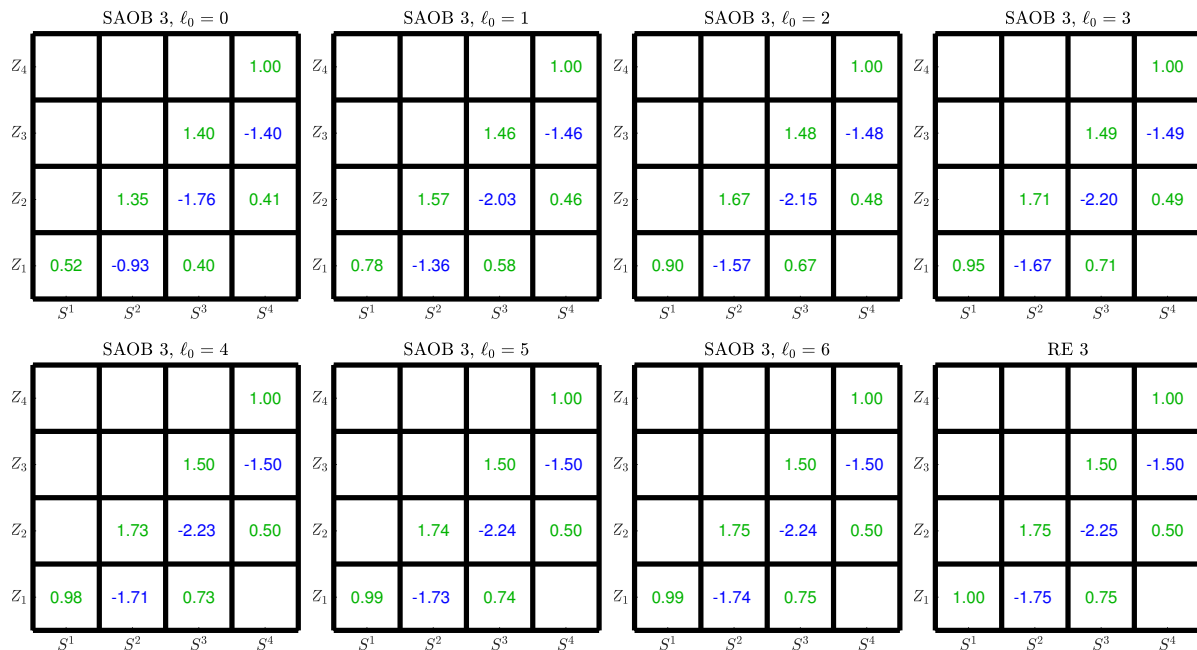 SAOB 3, ℓ₀ = 0 SAOB 3, ℓ₀ = 1 SAOB 3, ℓ₀ = 2 SAOB 3, ℓ₀ = 3
Z₄ 1.00 Z₄ 1.00 Z₄ 1.00 Z₄ 1.00
Z₃ 1.40 -1.40 Z₃ 1.46 -1.46 Z₃ 1.48 -1.48 Z₃ 1.49 -1.49
Z₂ 1.35 -1.76 0.41 Z₂ 1.57 -2.03 0.46 Z₂ 1.67 -2.15 0.48 Z₂ 1.71 -2.20 0.49
Z₁ 0.52 -0.93 0.40 Z₁ 0.78 -1.36 0.58 Z₁ 0.90 -1.57 0.67 Z₁ 0.95 -1.67 0.71
S¹ S² S³ S⁴ S¹ S² S³ S⁴ S¹ S² S³ S⁴ S¹ S² S³ S⁴
SAOB 3, ℓ₀ = 4 SAOB 3, ℓ₀ = 5 SAOB 3, ℓ₀ = 6 RE 3
Z₄ 1.00 Z₄ 1.00 Z₄ 1.00 Z₄ 1.00
Z₃ 1.50 -1.50 Z₃ 1.50 -1.50 Z₃ 1.50 -1.50 Z₃ 1.50 -1.50
Z₂ 1.73 -2.23 0.50 Z₂ 1.74 -2.24 0.50 Z₂ 1.75 -2.24 0.50 Z₂ 1.75 -2.25 0.50
Z₁ 0.98 -1.71 0.73 Z₁ 0.99 -1.73 0.74 Z₁ 0.99 -1.74 0.75 Z₁ 1.00 -1.75 0.75
S¹ S² S³ S⁴ S¹ S² S³ S⁴ S¹ S² S³ S⁴ S¹ S² S³ S⁴